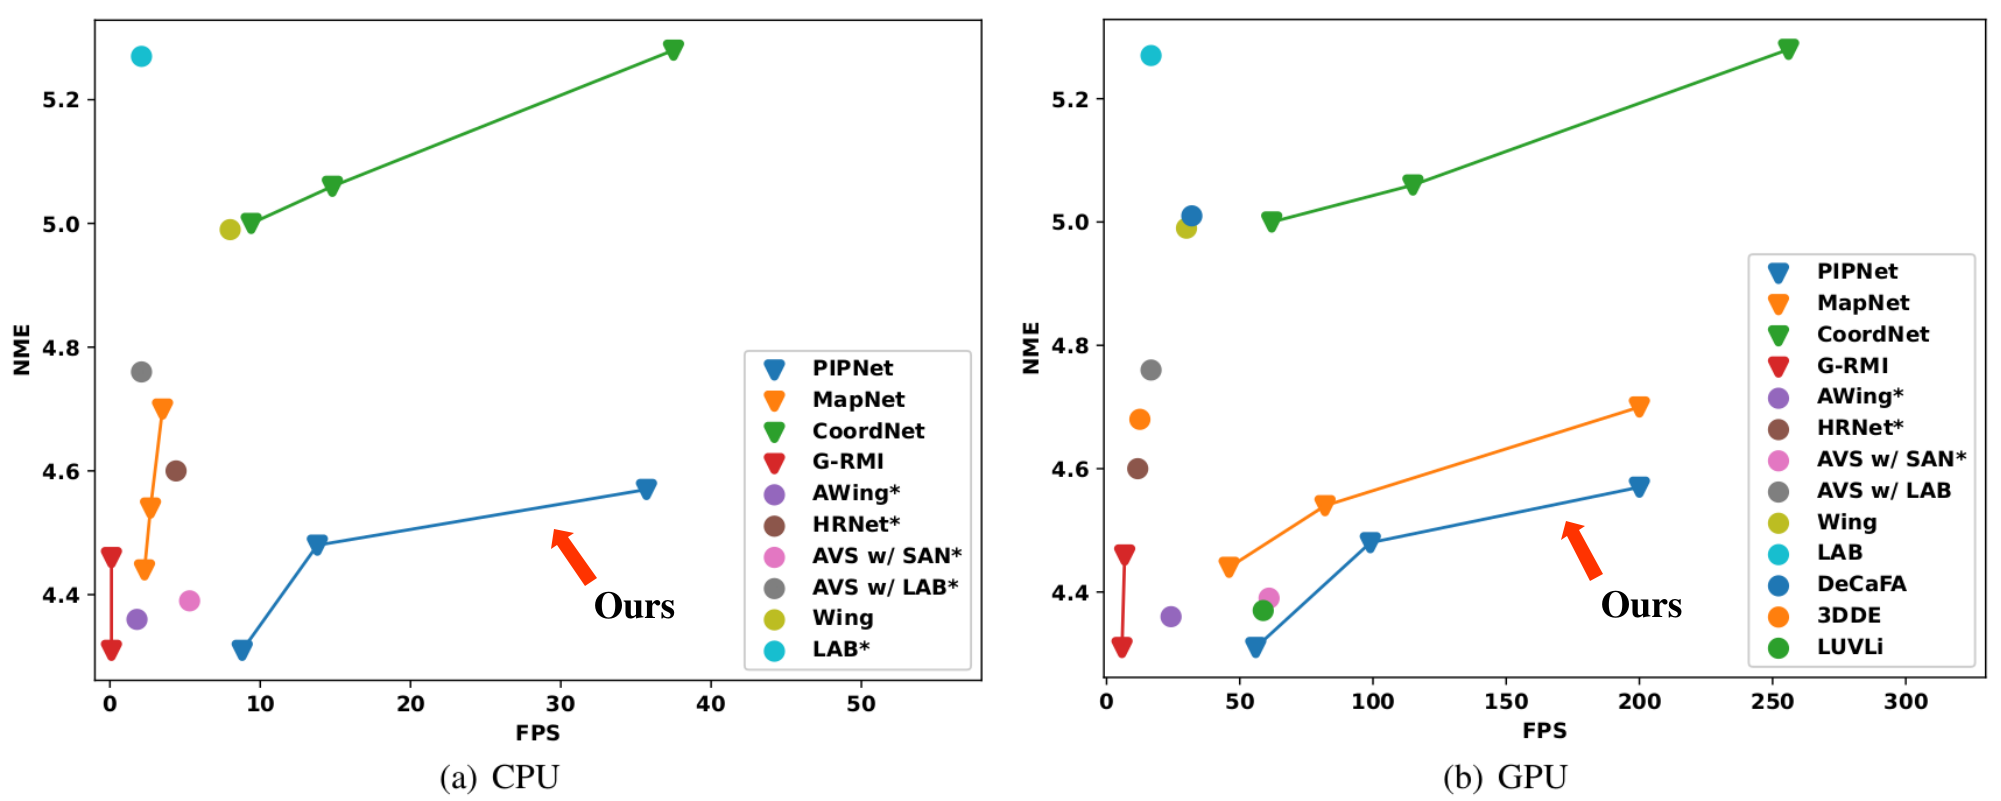 5.2
5.0
4.8
4.6
4.4
NME
0 10 20 30 40 50
FPS
PIPNet
MapNet
CoordNet
G-RMI
AWing*
HRNet*
AVS w/ SAN*
AVS w/ LAB*
Wing
LAB*
Ours
(a) CPU
5.2
5.0
4.8
4.6
4.4
NME
0 50 100 150 200 250 300
FPS
PIPNet
MapNet
CoordNet
G-RMI
AWing*
HRNet*
AVS w/ SAN*
AVS w/ LAB
Wing
LAB
DeCaFA
3DDE
LUVLi
Ours
(b) GPU